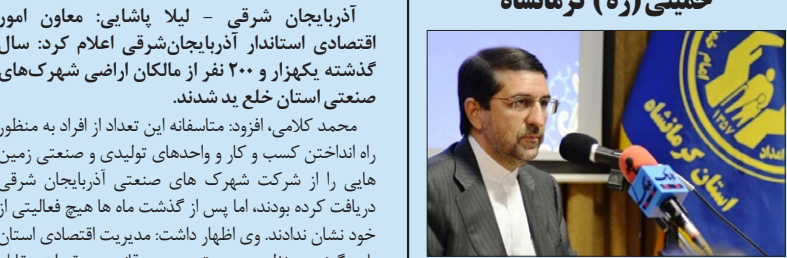 خمینی(ره) کرمانشاه
امداد
امام خمینی
۱۳۵۷
استان کرمانشاه
آذربایجان شرقی - لیلا پاشایی: معاون امور
اقتصادی استاندار آذربایجان‌شرقی اعلام کرد: سال
گذشته یکهزار و ۲۰۰ نفر از مالکان اراضی شهرک‌های
صنعتی استان خلع ید شدند.
محمد کلامی، افزود: متاسفانه این تعداد از افراد به منظور
راه انداختن کسب و کار و واحدهای تولیدی و صنعتی زمین
هایی را از شرکت شهرک های صنعتی آذربایجان شرقی
دریافت کرده بودند، اما پس از گذشت ماه ها هیچ فعالیتی از
خود نشان ندادند. وی اظهار داشت: مدیریت اقتصادی استان